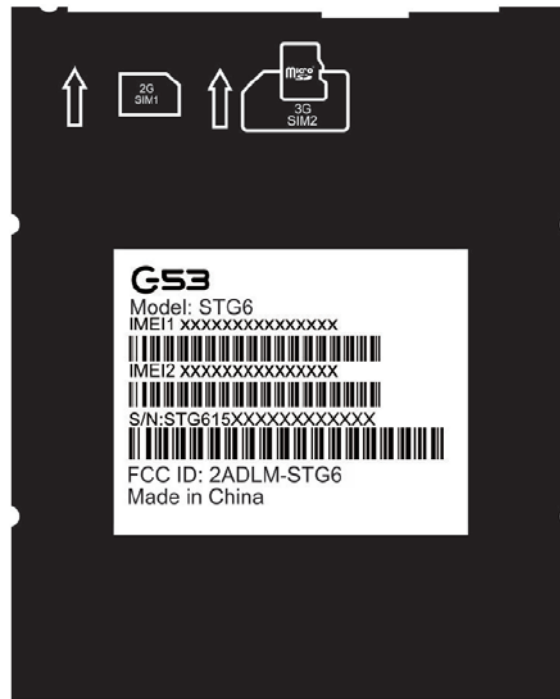 2G
SIM1
micro
SD
3G
SIM2
G53
Model: STG6
IMEI1 XXXXXXXXXXXXXXX
IMEI2 XXXXXXXXXXXXXXX
S/N:STG615XXXXXXXXXXXX
FCC ID: 2ADLM-STG6
Made in China